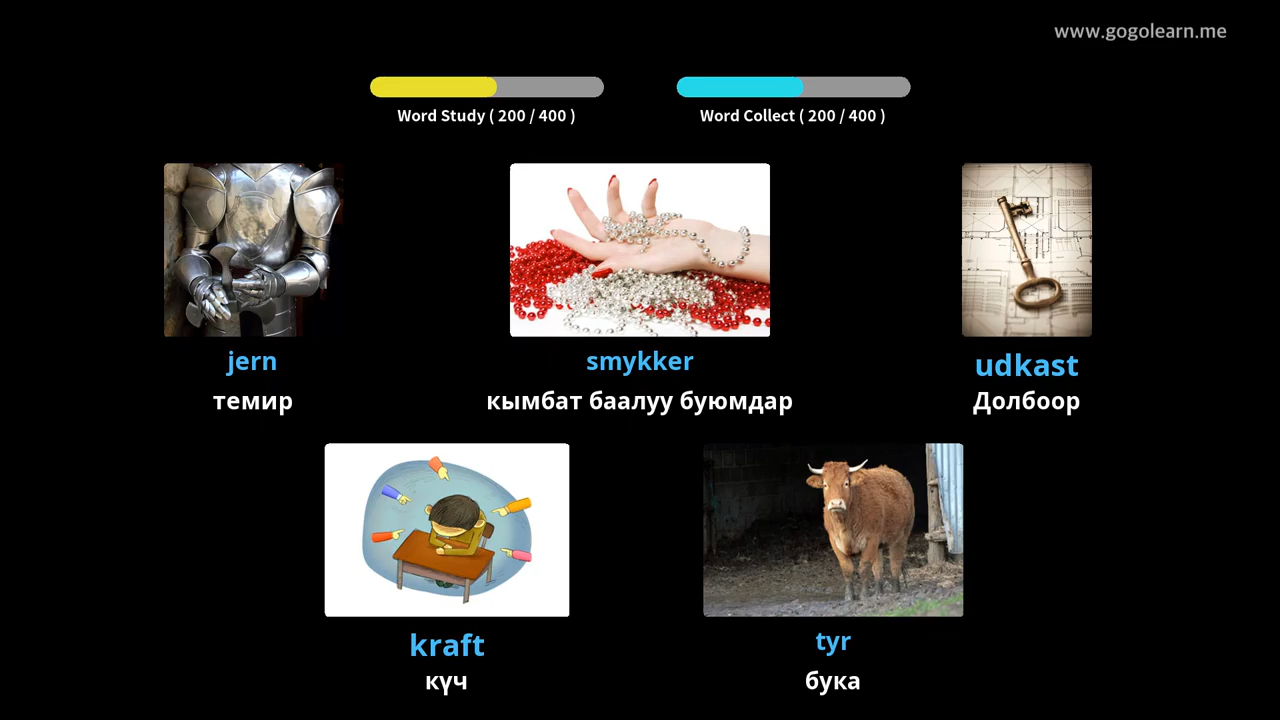 www.gogolearn.me
Word Study ( 200 / 400 )
Word Collect ( 200 / 400 )
jern
smykker
udkast
темир
кымбат баалуу буюмдар
Долбоор
kraft
tyr
күч
бука